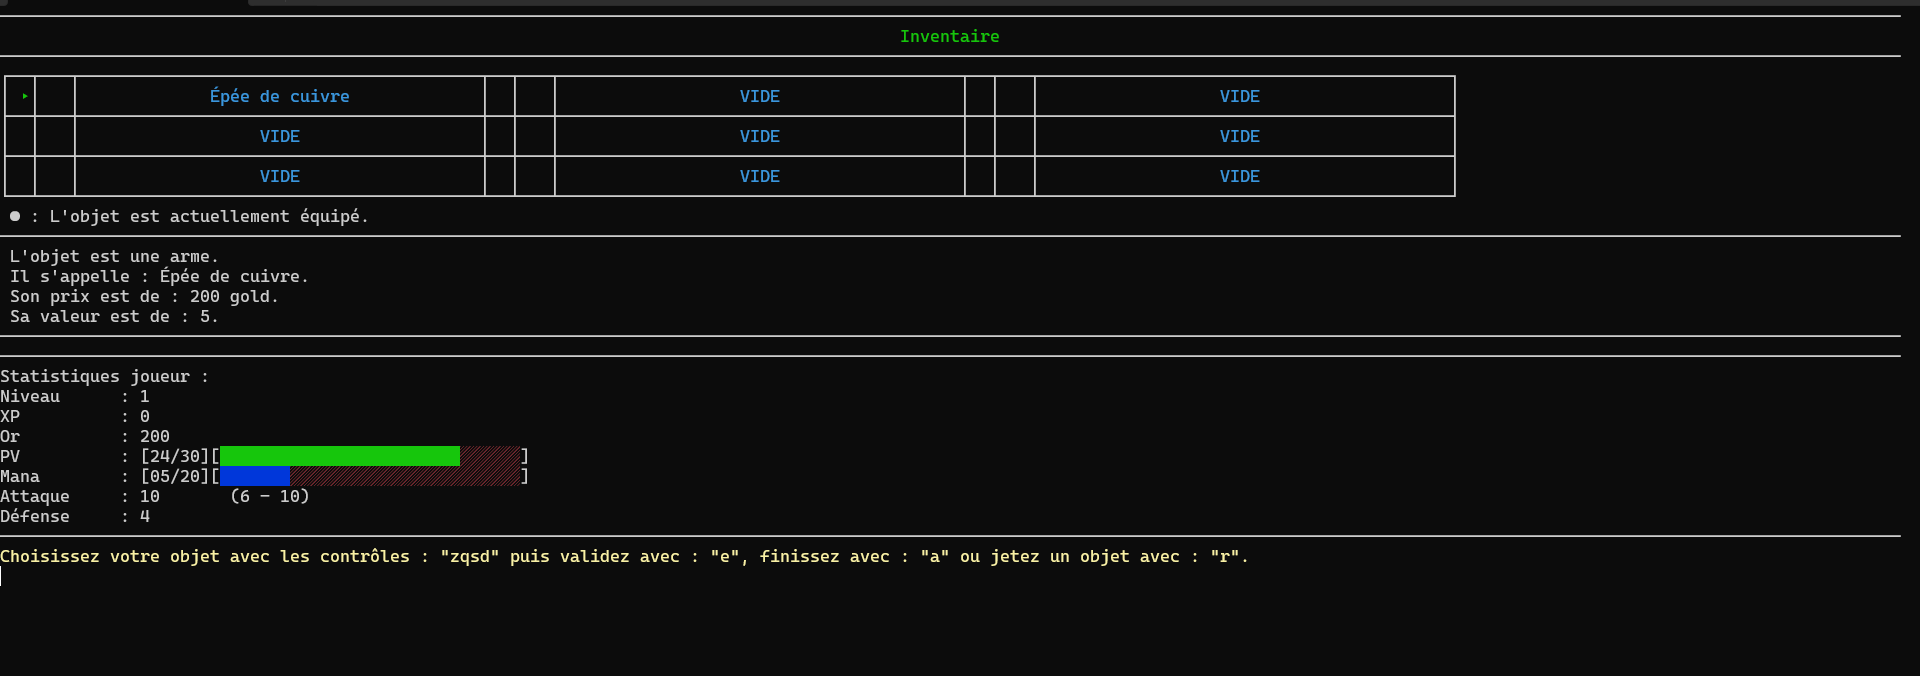 Inventaire
Épée de cuivre VIDE VIDE
VIDE VIDE VIDE
VIDE VIDE VIDE
● : L'objet est actuellement équipé.
L'objet est une arme.
Il s'appelle : Épée de cuivre.
Son prix est de : 200 gold.
Sa valeur est de : 5.
Statistiques joueur :
Niveau : 1
XP : 0
Or : 200
PV : [24/30][ ]
Mana : [05/20][ ]
Attaque : 10 (6 - 10)
Défense : 4
Choisissez votre objet avec les contrôles : "zqsd" puis validez avec : "e", finissez avec : "a" ou jetez un objet avec : "r".